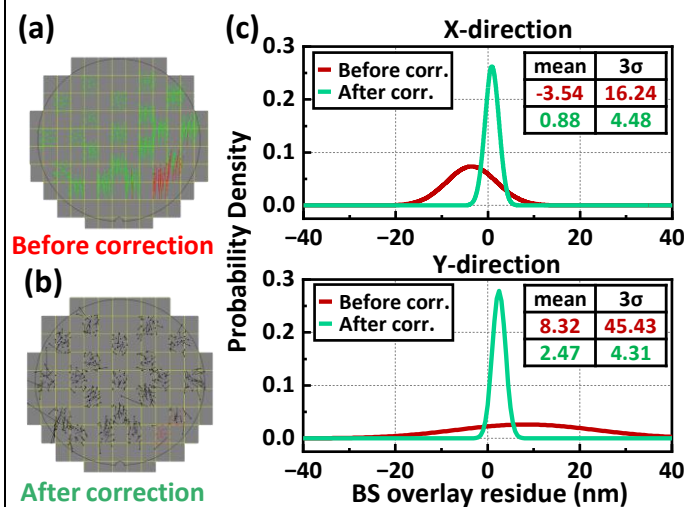 (a)
Before correction
(b)
After correction
(c)
X-direction
Probability Density
0.3
0.2
0.1
0.0
Before corr.
After corr.
mean 3σ
-3.54 16.24
0.88 4.48
−40 −20 0 20 40
Y-direction
0.3
0.2
0.1
0.0
Before corr.
After corr.
mean 3σ
8.32 45.43
2.47 4.31
−40 −20 0 20 40
BS overlay residue (nm)